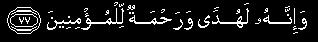 وَإِنَّهُۥ لَهُدًى وَرَحْمَةٌ لِّلْمُؤْمِنِينَ ٧٧